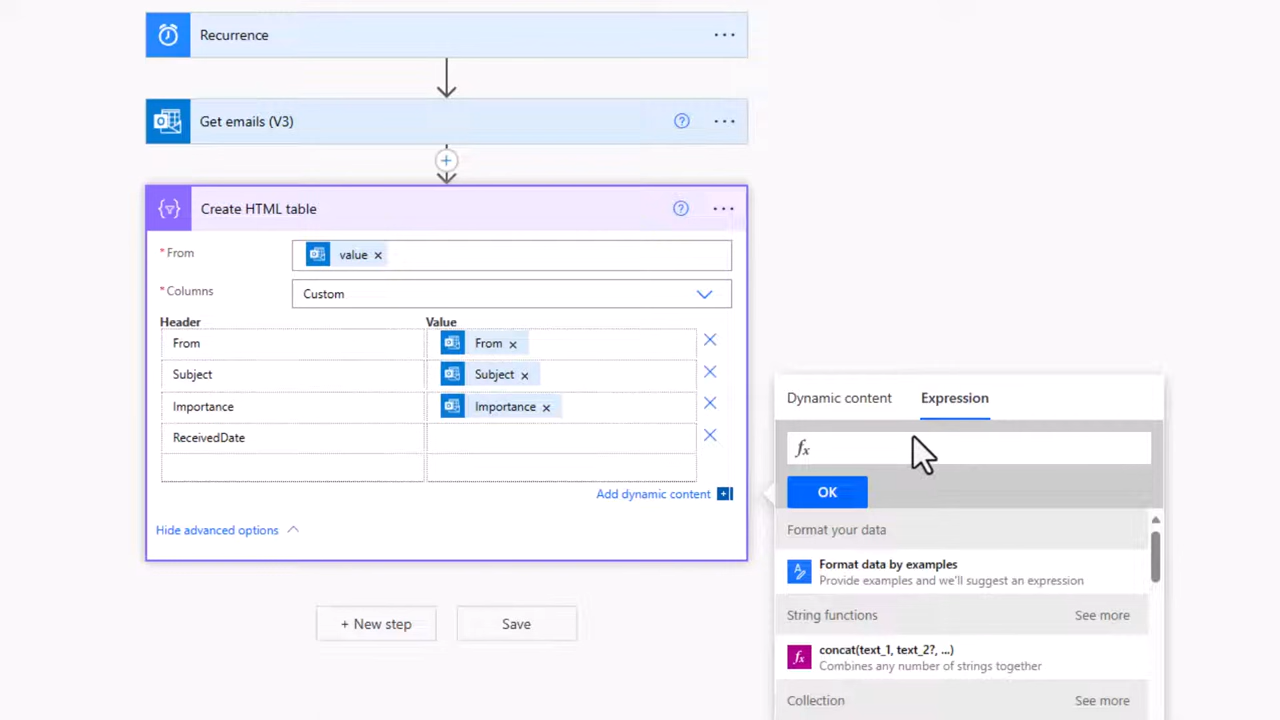 Recurrence
Get emails (V3)
Create HTML table
* From
value
* Columns
Custom
Header Value
From From
Subject Subject
Importance Importance
ReceivedDate
Add dynamic content
Hide advanced options
+ New step Save
Dynamic content Expression
fx
OK
Format your data
Format data by examples
Provide examples and we'll suggest an expression
String functions See more
fx concat(text_1, text_2?, ...)
Combines any number of strings together
Collection See more